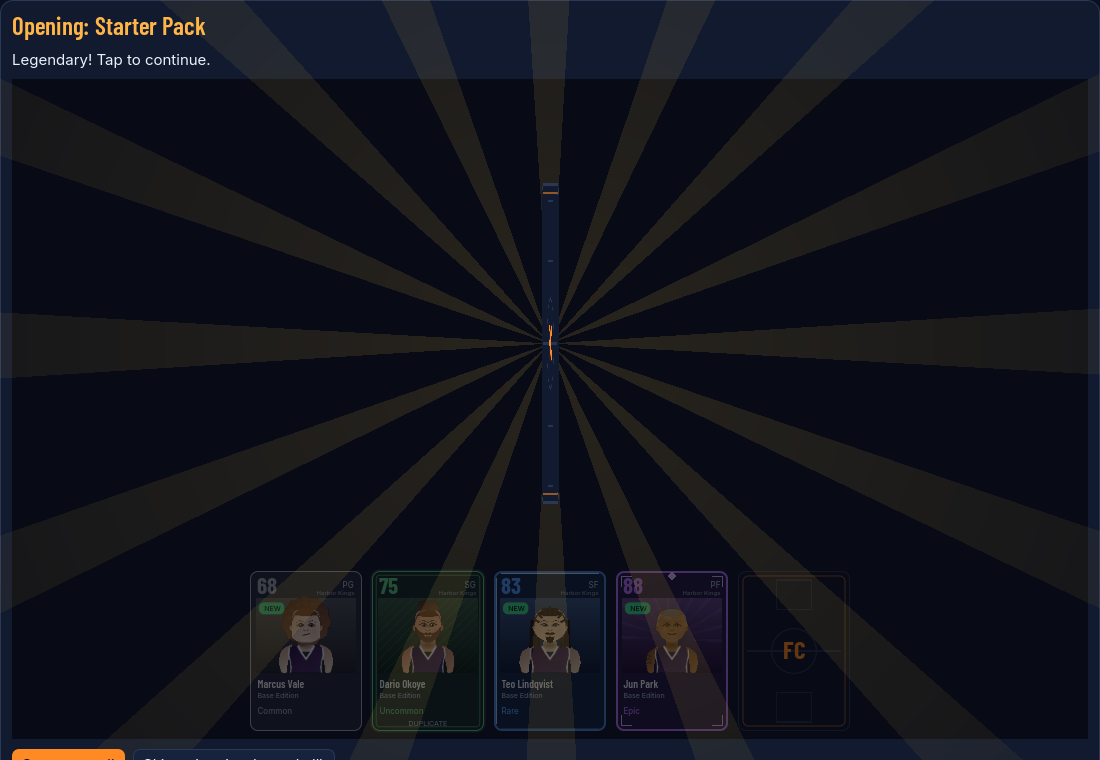 Opening: Starter Pack
Legendary! Tap to continue.
68 PG
Harbor Kings
NEW
Marcus Vale
Base Edition
Common
75 SG
Harbor Kings
Dario Okoye
Base Edition
Uncommon
DUPLICATE
83 SF
Harbor Kings
NEW
Teo Lindqvist
Base Edition
Rare
88 PF
Harbor Kings
NEW
Jun Park
Base Edition
Epic
FC